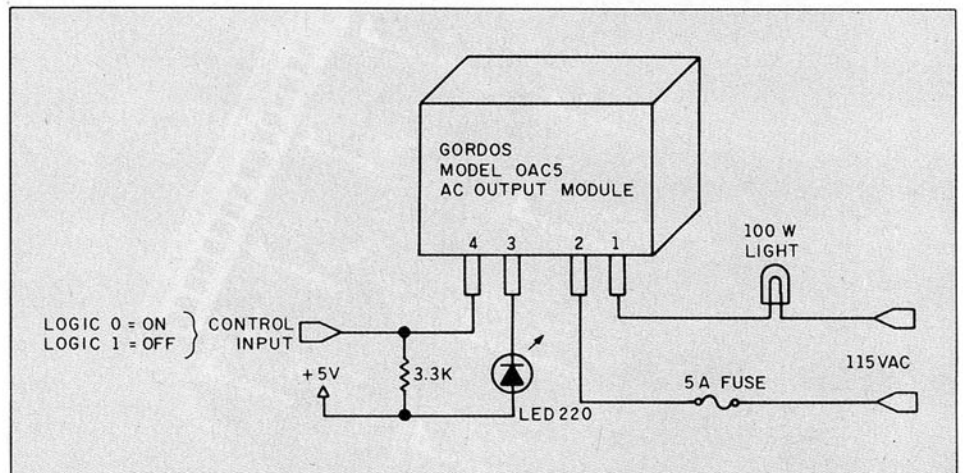 GORDOS
MODEL OAC5
AC OUTPUT MODULE
4 3 2 1
100 W
LIGHT
LOGIC 0 = ON
LOGIC 1 = OFF
CONTROL
INPUT
+5V
3.3K
LED 220
5A FUSE
115VAC